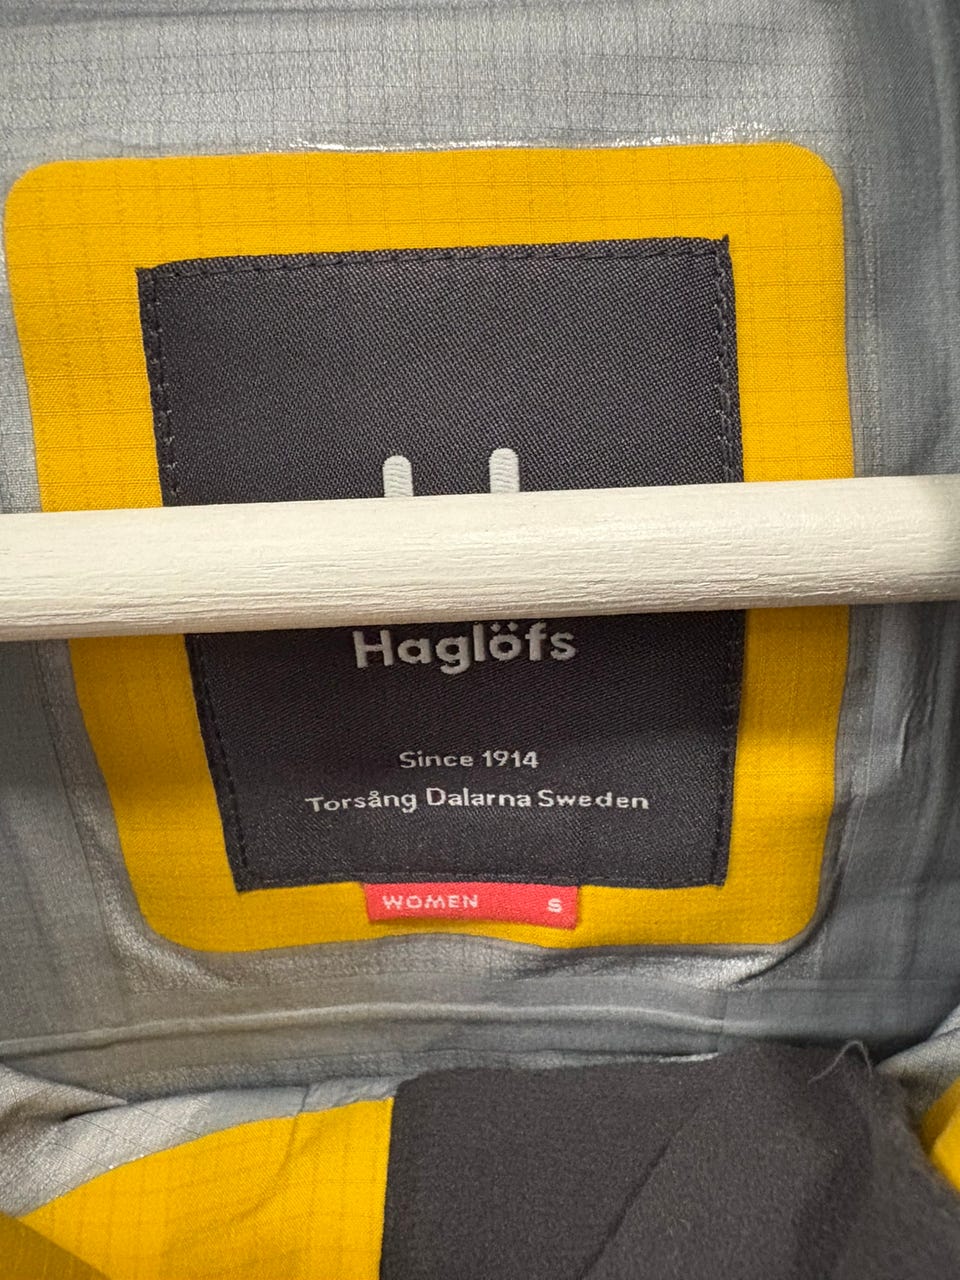 Haglöfs
Since 1914
Torsång Dalarna Sweden
WOMEN S